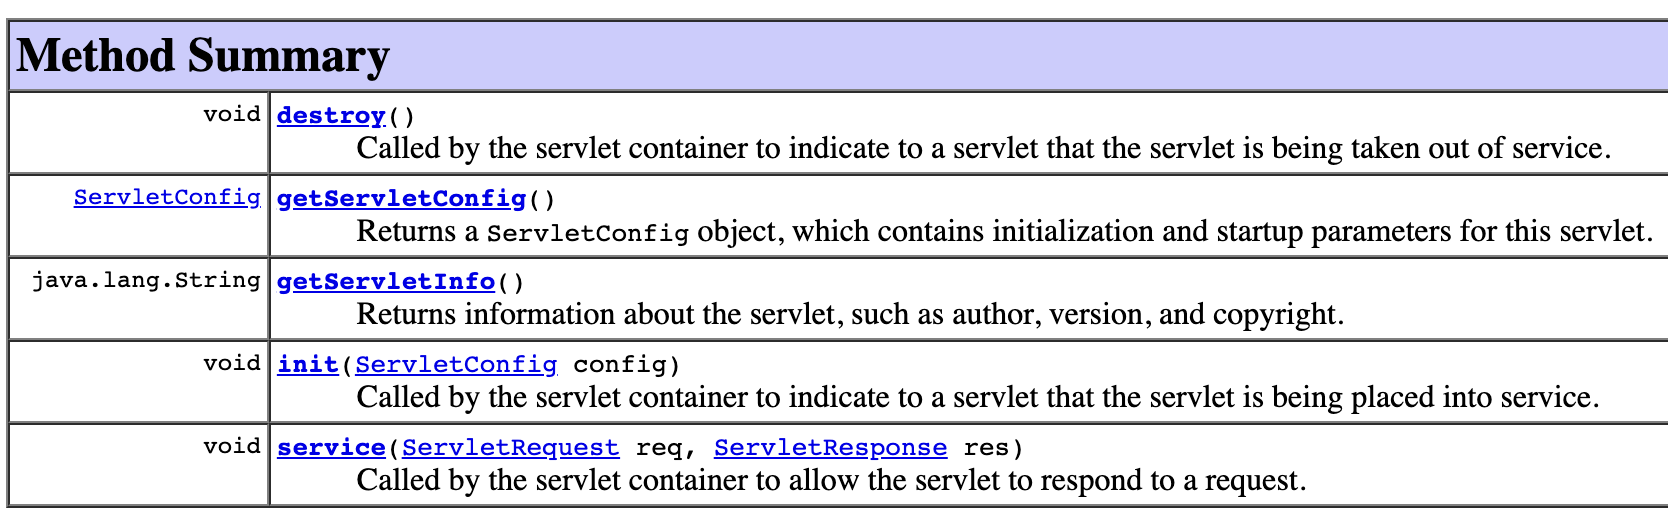 Method Summary
void destroy()
Called by the servlet container to indicate to a servlet that the servlet is being taken out of service.
ServletConfig getServletConfig()
Returns a ServletConfig object, which contains initialization and startup parameters for this servlet.
java.lang.String getServletInfo()
Returns information about the servlet, such as author, version, and copyright.
void init(ServletConfig config)
Called by the servlet container to indicate to a servlet that the servlet is being placed into service.
void service(ServletRequest req, ServletResponse res)
Called by the servlet container to allow the servlet to respond to a request.